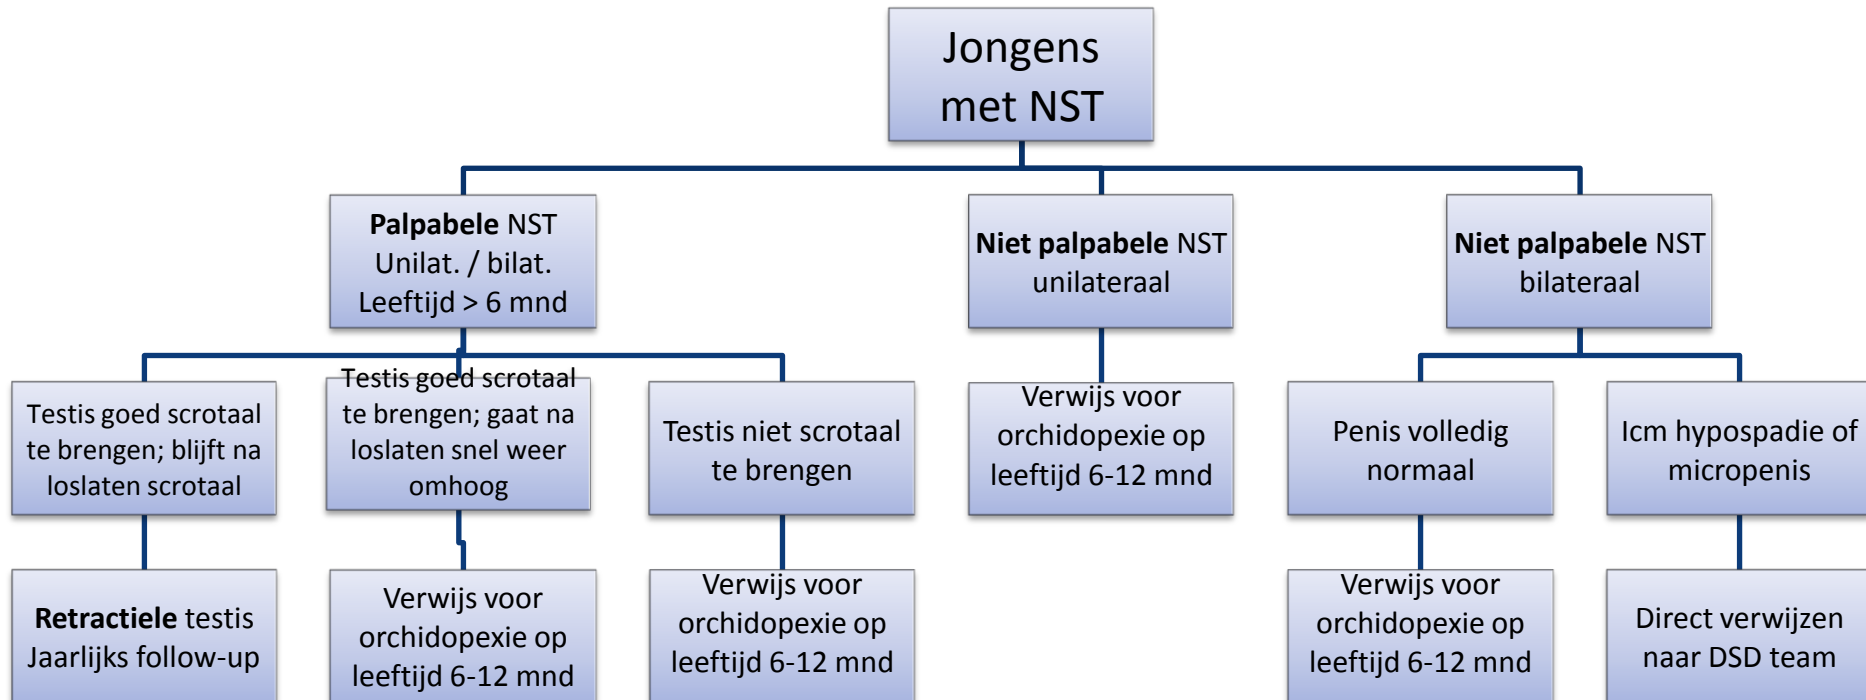 Jongens
met NST
Palpabele NST
Unilat. / bilat.
Leeftijd > 6 mnd
Niet palpabele NST
unilateraal
Niet palpabele NST
bilateraal
Testis goed scrotaal
te brengen; blijft na
loslaten scrotaal
Testis goed scrotaal
te brengen; gaat na
loslaten snel weer
omhoog
Testis niet scrotaal
te brengen
Verwijs voor
orchidopexie op
leeftijd 6-12 mnd
Penis volledig
normaal
Icm hypospadie of
micropenis
Retractiele testis
Jaarlijks follow-up
Verwijs voor
orchidopexie op
leeftijd 6-12 mnd
Verwijs voor
orchidopexie op
leeftijd 6-12 mnd
Verwijs voor
orchidopexie op
leeftijd 6-12 mnd
Direct verwijzen
naar DSD team